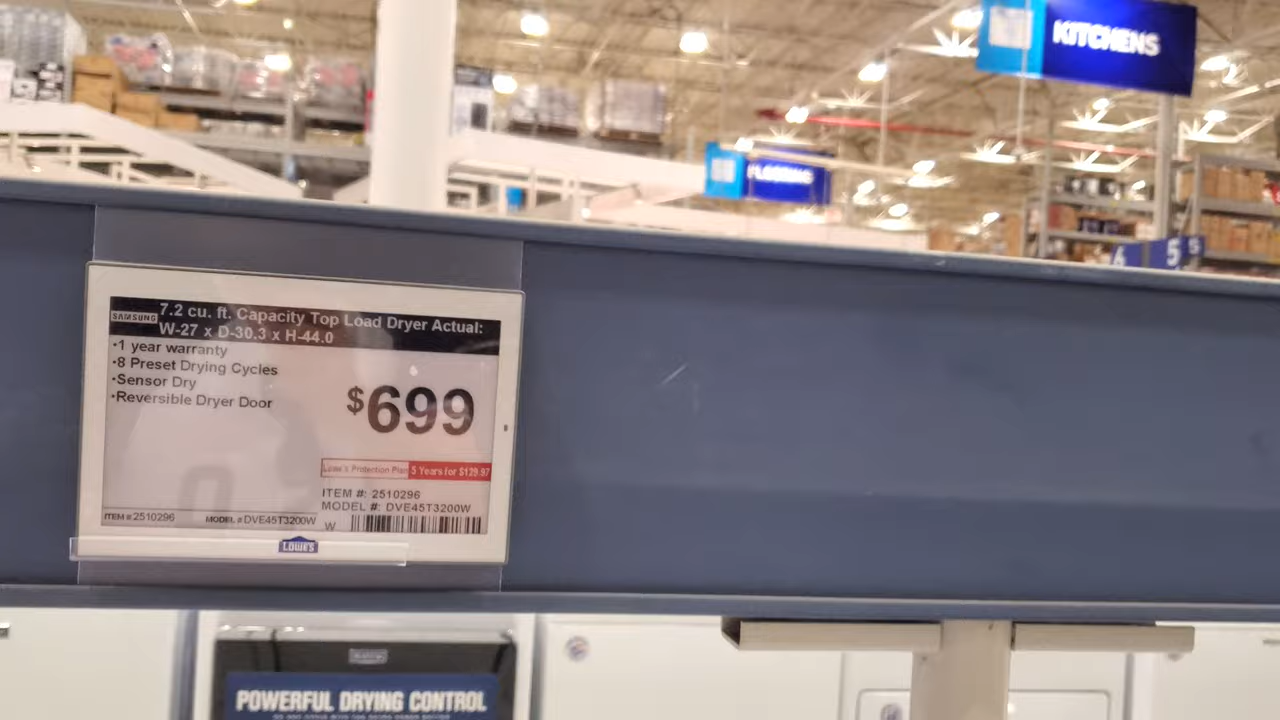 KITCHENS
FLOORING
4
5
5
SAMSUNG
7.2 cu. ft. Capacity Top Load Dryer Actual:
W-27 x D-30.3 x H-44.0
•1 year warranty
•8 Preset Drying Cycles
•Sensor Dry
•Reversible Dryer Door
$699
Lowe's Protection Plan 5 Years for $129.97
ITEM #: 2510296
MODEL #: DVE45T3200W
W
ITEM # 2510296 MODEL # DVE45T3200W
LOWE'S
POWERFUL DRYING CONTROL